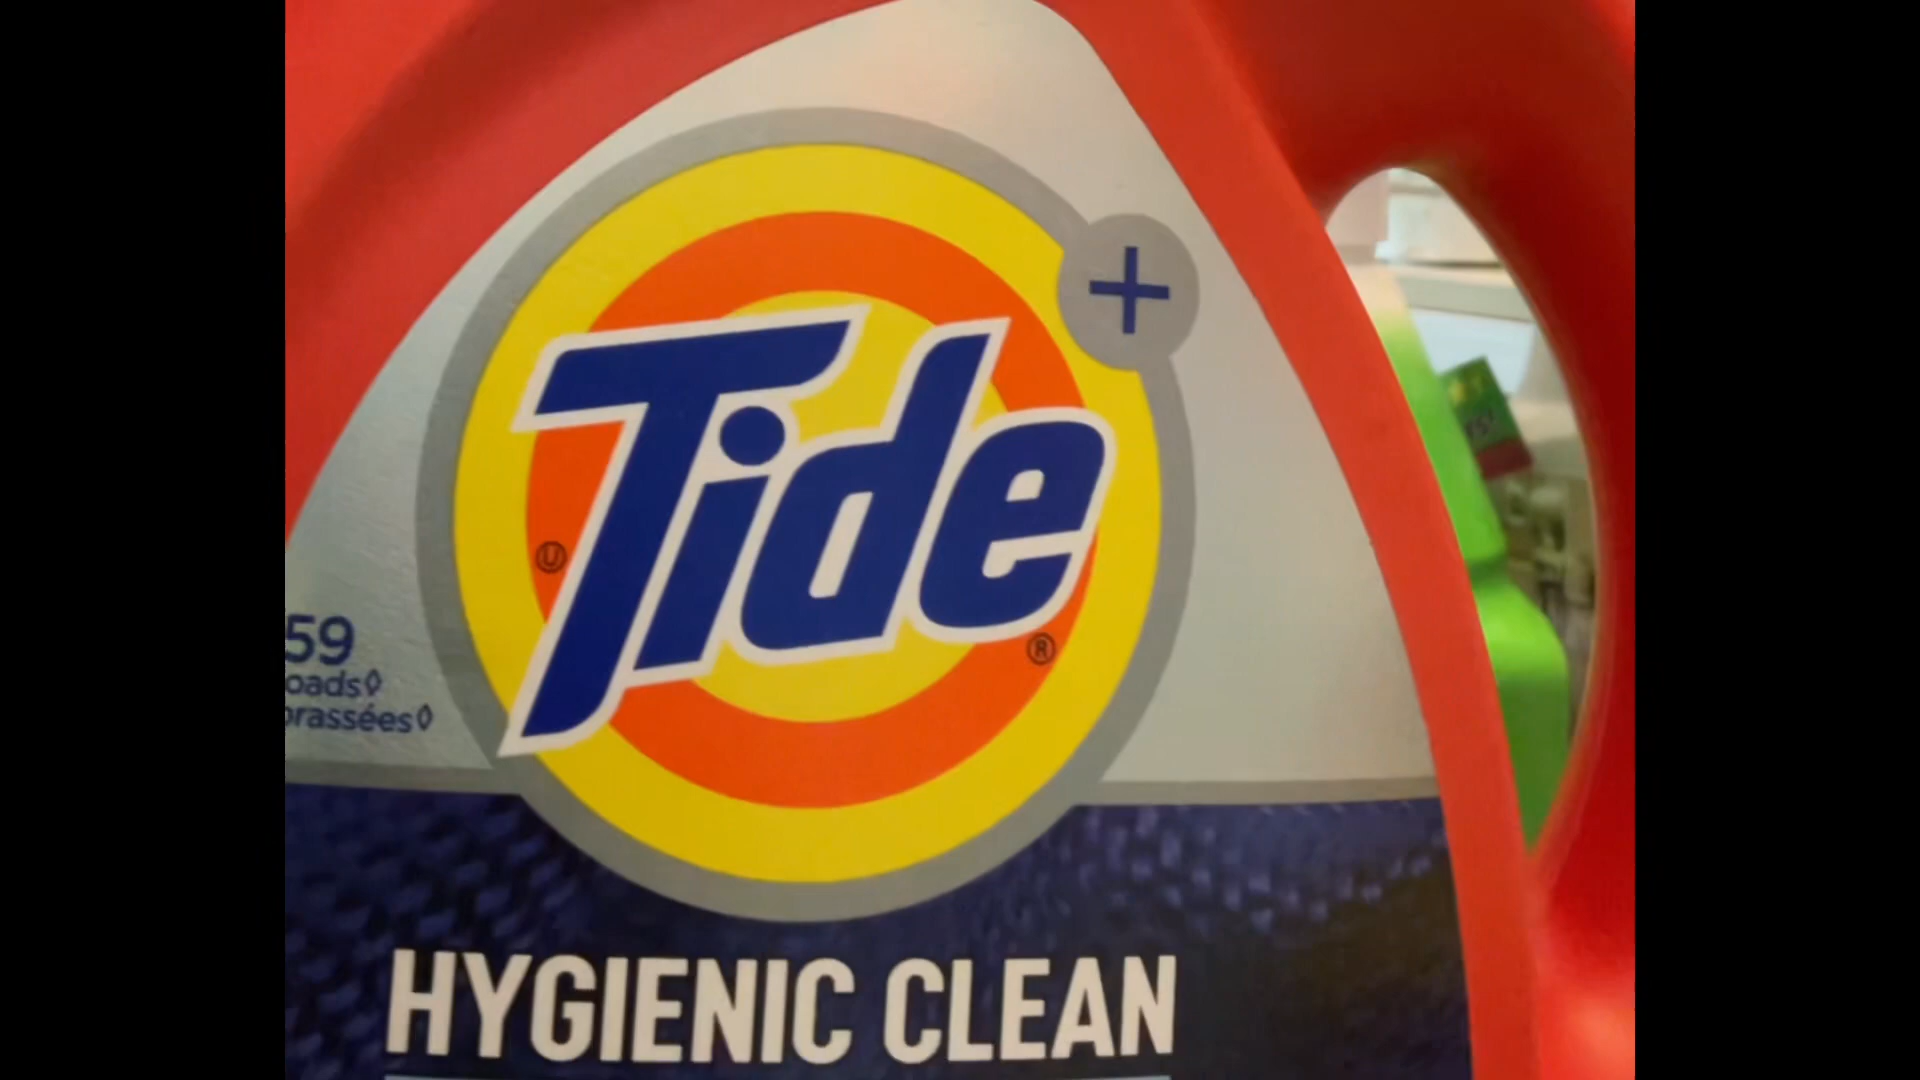 +
Tide
Ⓤ
®
59
oads◊
brassées◊
HYGIENIC CLEAN